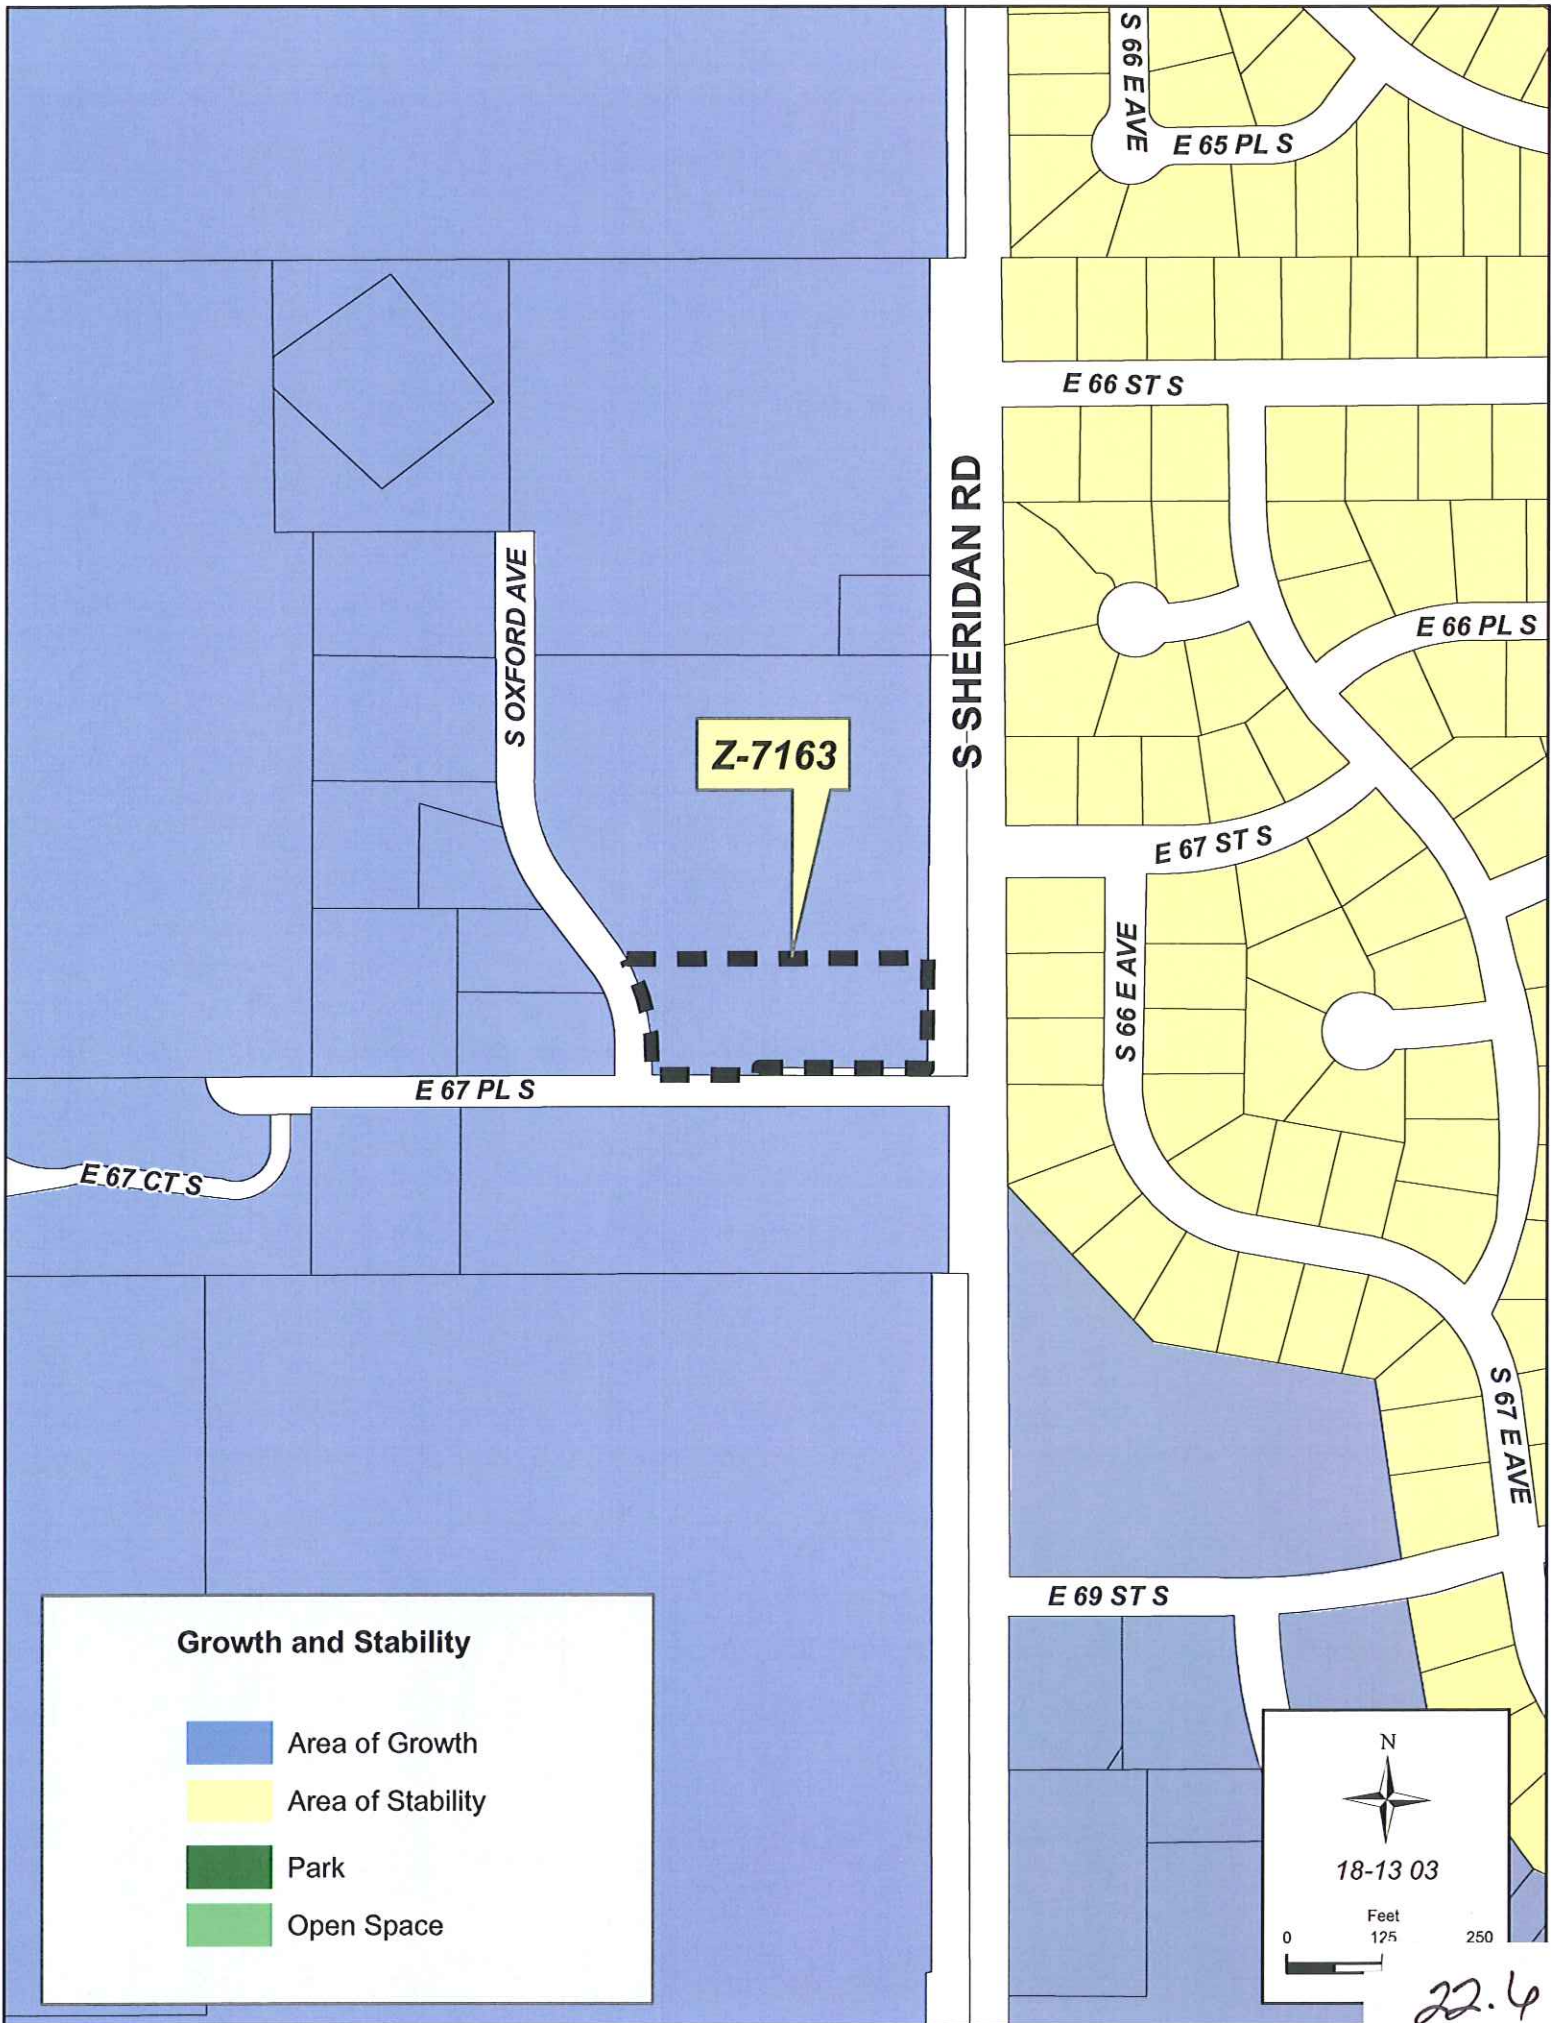 S 66 E AVE
E 65 PL S
E 66 ST S
S SHERIDAN RD
S OXFORD AVE
E 66 PL S
Z-7163
E 67 ST S
S 66 E AVE
E 67 PL S
E 67 CT S
S 67 E AVE
E 69 ST S
Growth and Stability
Area of Growth
Area of Stability
Park
Open Space
N
18-13 03
Feet
0 125 250
22.4